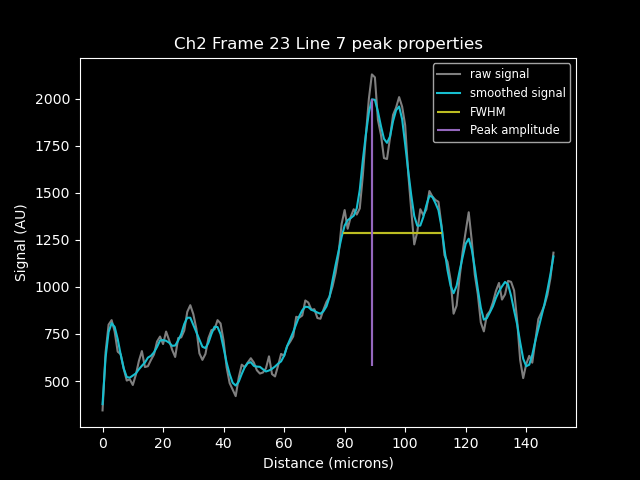 Ch2 Frame 23 Line 7 peak properties
raw signal
smoothed signal
FWHM
Peak amplitude
Signal (AU)
2000
1750
1500
1250
1000
750
500
0 20 40 60 80 100 120 140
Distance (microns)